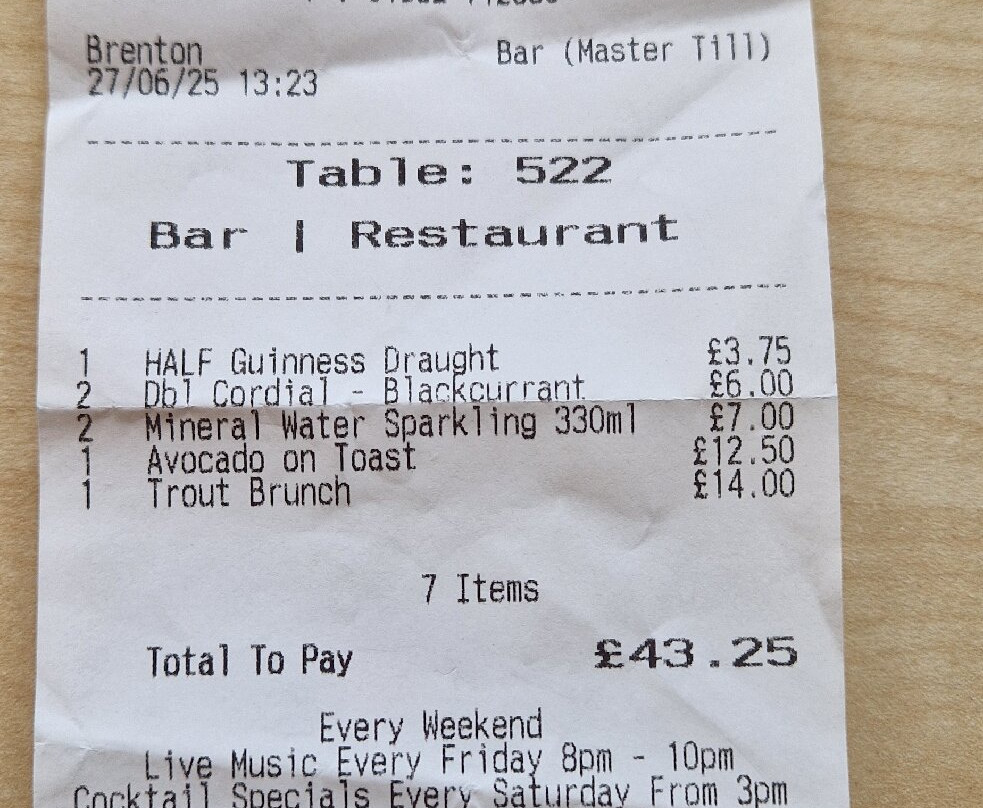 Brenton Bar (Master Till)
27/06/25 13:23
Table: 522
Bar | Restaurant
1 HALF Guinness Draught £3.75
2 Dbl Cordial - Blackcurrant £6.00
2 Mineral Water Sparkling 330ml £7.00
1 Avocado on Toast £12.50
1 Trout Brunch £14.00
7 Items
Total To Pay £43.25
Every Weekend
Live Music Every Friday 8pm - 10pm
Cocktail Specials Every Saturday From 3pm